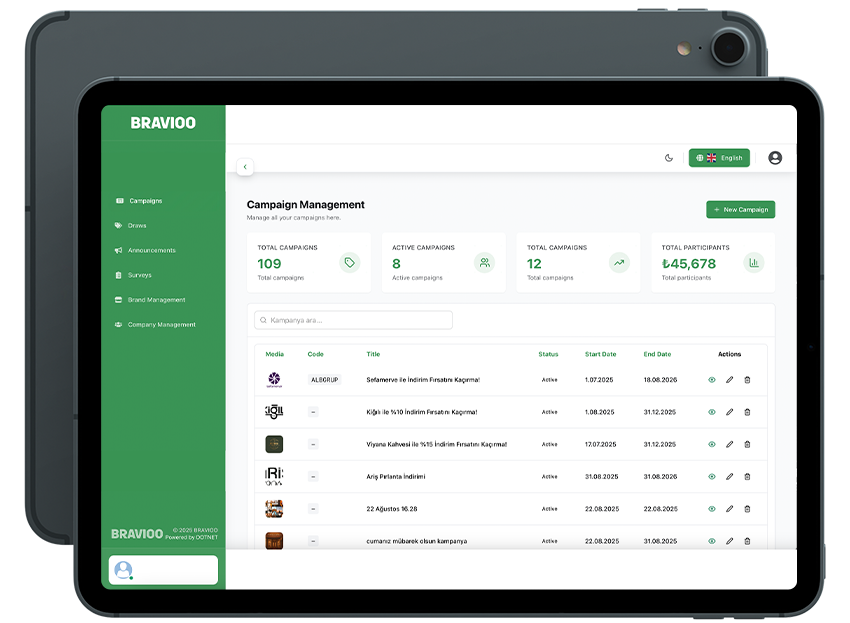 BRAVIOO
English
Campaigns
Draws
Announcements
Surveys
Brand Management
Company Management
Campaign Management
Manage all your campaigns here.
+ New Campaign
TOTAL CAMPAIGNS
109
Total campaigns
ACTIVE CAMPAIGNS
8
Active campaigns
TOTAL CAMPAIGNS
12
Total campaigns
TOTAL PARTICIPANTS
₺45,678
Total participants
Kampanya ara...
Media Code Title Status Start Date End Date Actions
ALBGRUP Sefamerve ile İndirim Fırsatını Kaçırma! Active 1.07.2025 18.08.2026
KİĞILI – Kiğılı ile %10 İndirim Fırsatını Kaçırma! Active 1.08.2025 31.12.2025
– Viyana Kahvesi ile %15 İndirim Fırsatını Kaçırma! Active 17.07.2025 31.12.2025
– Ariş Pırlanta İndirimi Active 31.08.2025 31.08.2026
– 22 Ağustos 16.28 Active 22.08.2025 22.08.2025
– cumanız mübarek olsun kampanya Active 22.08.2025 31.08.2025
BRAVIOO © 2025 BRAVIOO
Powered by DOTNET